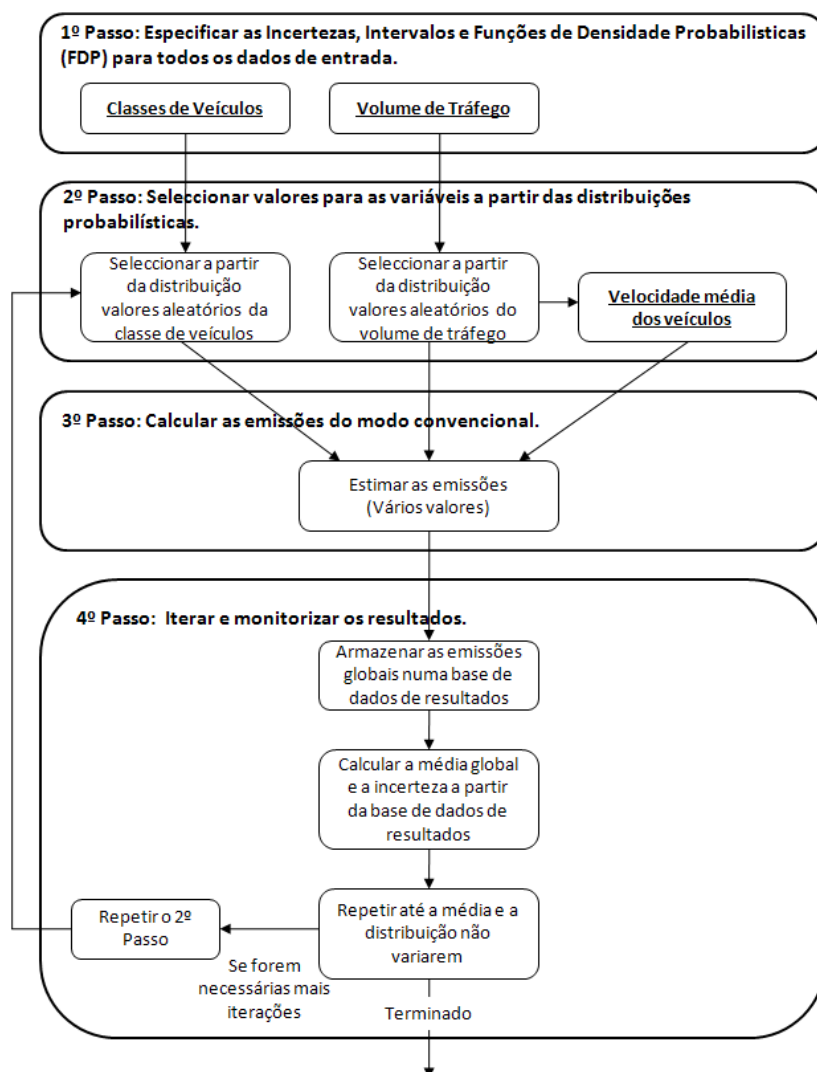 1º Passo: Especificar as Incertezas, Intervalos e Funções de Densidade Probabilisticas
(FDP) para todos os dados de entrada.
Classes de Veículos
Volume de Tráfego
2º Passo: Seleccionar valores para as variáveis a partir das distribuições
probabilísticas.
Seleccionar a partir
da distribuição
valores aleatórios da
classe de veículos
Seleccionar a partir
da distribuição
valores aleatórios do
volume de tráfego
Velocidade média
dos veículos
3º Passo: Calcular as emissões do modo convencional.
Estimar as emissões
(Vários valores)
4º Passo: Iterar e monitorizar os resultados.
Armazenar as emissões
globais numa base de
dados de resultados
Calcular a média global
e a incerteza a partir
da base de dados de
resultados
Repetir até a média e a
distribuição não
variarem
Repetir o 2º
Passo
Se forem
necessárias mais
iterações
Terminado